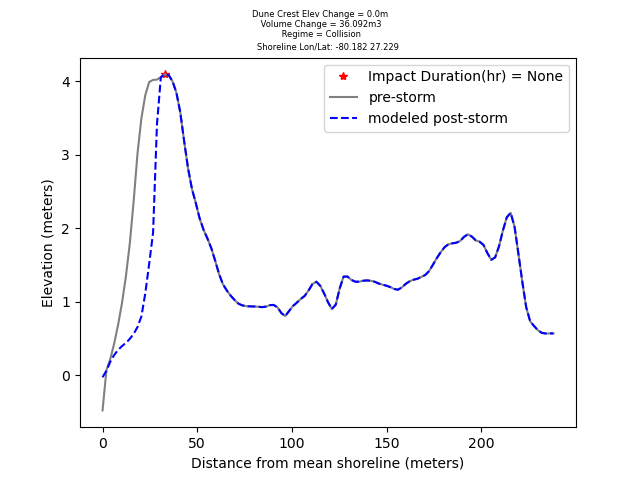 Dune Crest Elev Change = 0.0m
Volume Change = 36.092m3
Regime = Collision
Shoreline Lon/Lat: -80.182 27.229
Impact Duration(hr) = None
pre-storm
modeled post-storm
4
3
2
1
0
Elevation (meters)
0 50 100 150 200
Distance from mean shoreline (meters)